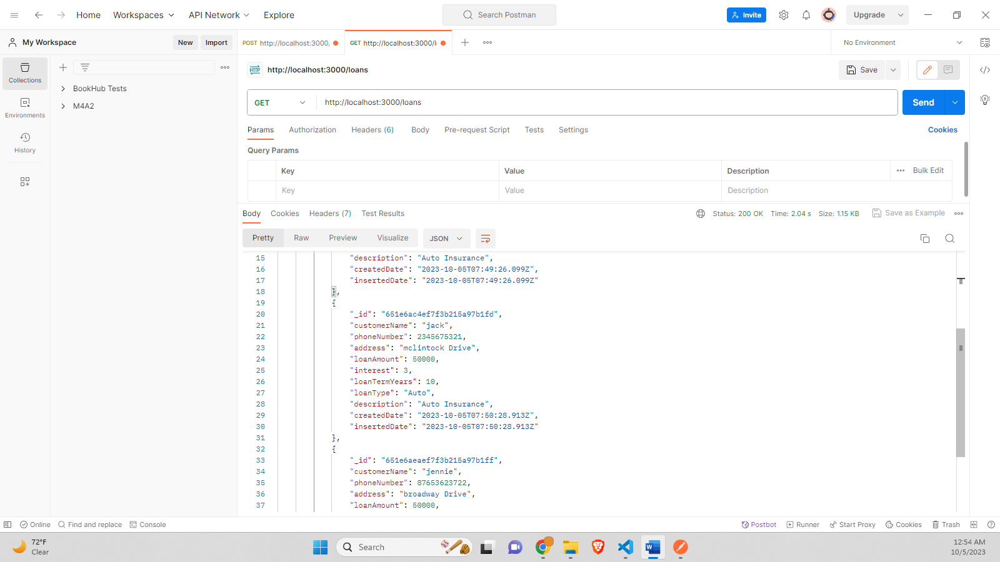 Home Workspaces API Network Explore Search Postman Invite Upgrade
My Workspace New Import POST http://localhost:3000, GET http://localhost:3000/l No Environment
Collections
Environments
History
BookHub Tests
M4A2
HTTP http://localhost:3000/loans Save
GET http://localhost:3000/loans Send
Params Authorization Headers (6) Body Pre-request Script Tests Settings Cookies
Query Params
Key Value Description Bulk Edit
Key Value Description
Body Cookies Headers (7) Test Results Status: 200 OK Time: 2.04 s Size: 1.15 KB Save as Example
Pretty Raw Preview Visualize JSON
15 "description": "Auto Insurance",
16 "createdDate": "2023-10-05T07:49:26.099Z",
17 "insertedDate": "2023-10-05T07:49:26.099Z"
18 },
19 {
20 "_id": "651e6ac4ef7f3b215a97b1fd",
21 "customerName": "jack",
22 "phoneNumber": 2345675321,
23 "address": "mclintock Drive",
24 "loanAmount": 50000,
25 "interest": 3,
26 "loanTermYears": 10,
27 "loanType": "Auto",
28 "description": "Auto Insurance",
29 "createdDate": "2023-10-05T07:50:28.913Z",
30 "insertedDate": "2023-10-05T07:50:28.913Z"
31 },
32 {
33 "_id": "651e6aeaef7f3b215a97b1ff",
34 "customerName": "jennie",
35 "phoneNumber": 87653623722,
36 "address": "broadway Drive",
37 "loanAmount": 50000,
Online Find and replace Console Postbot Runner Start Proxy Cookies Trash
72°F
Clear
Search
12:54 AM
10/5/2023